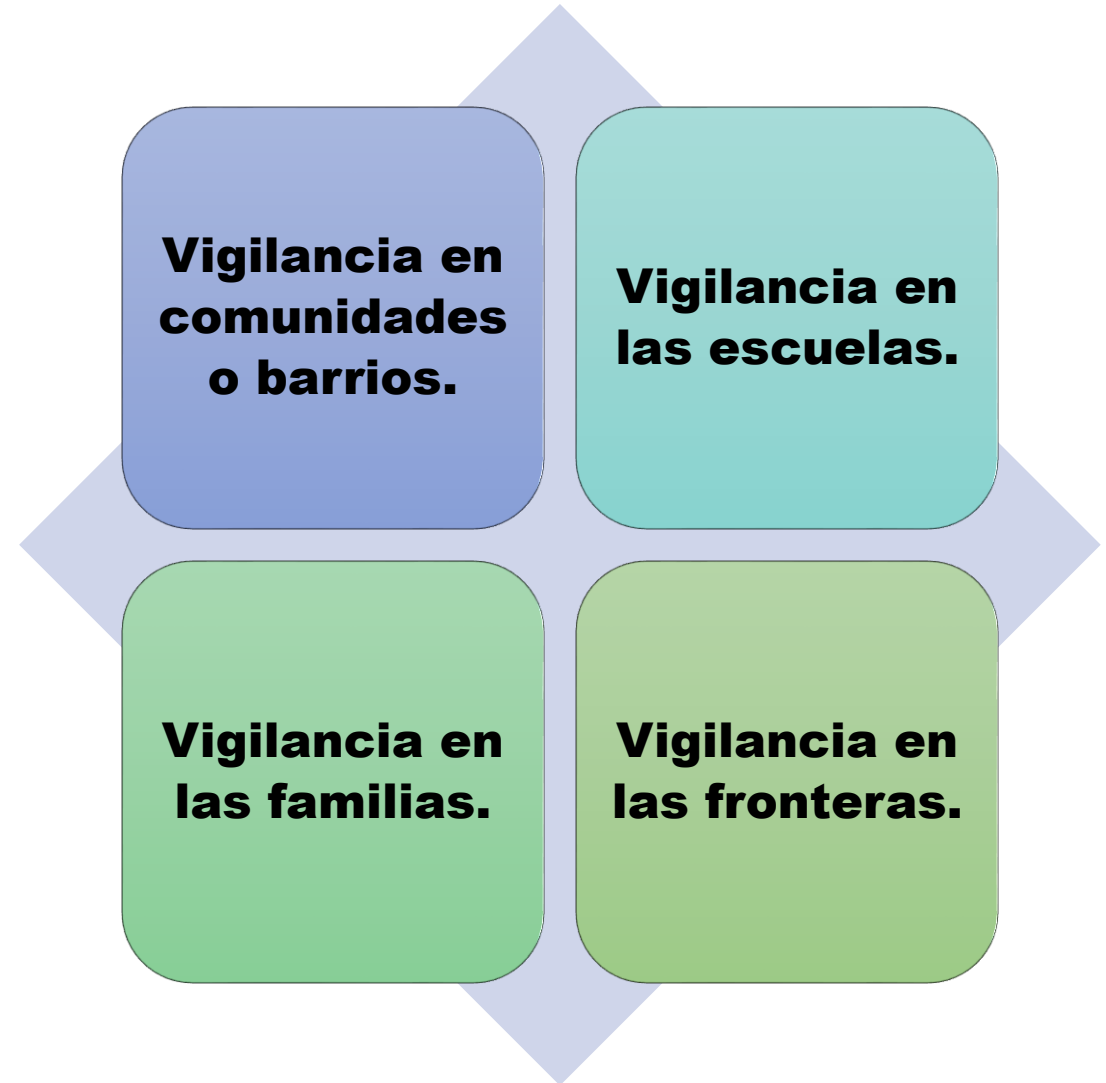 Vigilancia en
comunidades
o barrios.
Vigilancia en
las escuelas.
Vigilancia en
las familias.
Vigilancia en
las fronteras.